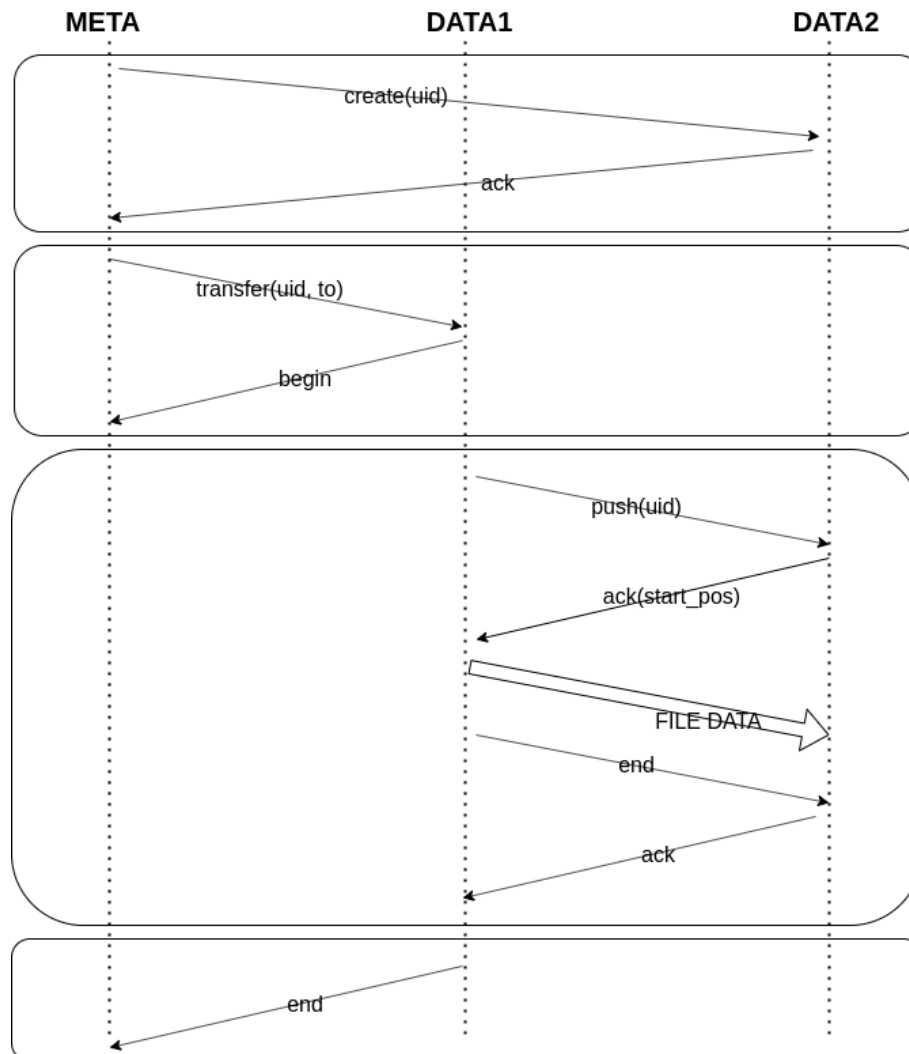 META DATA1 DATA2
create(uid)
ack
transfer(uid, to)
begin
push(uid)
ack(start_pos)
FILE DATA
end
ack
end